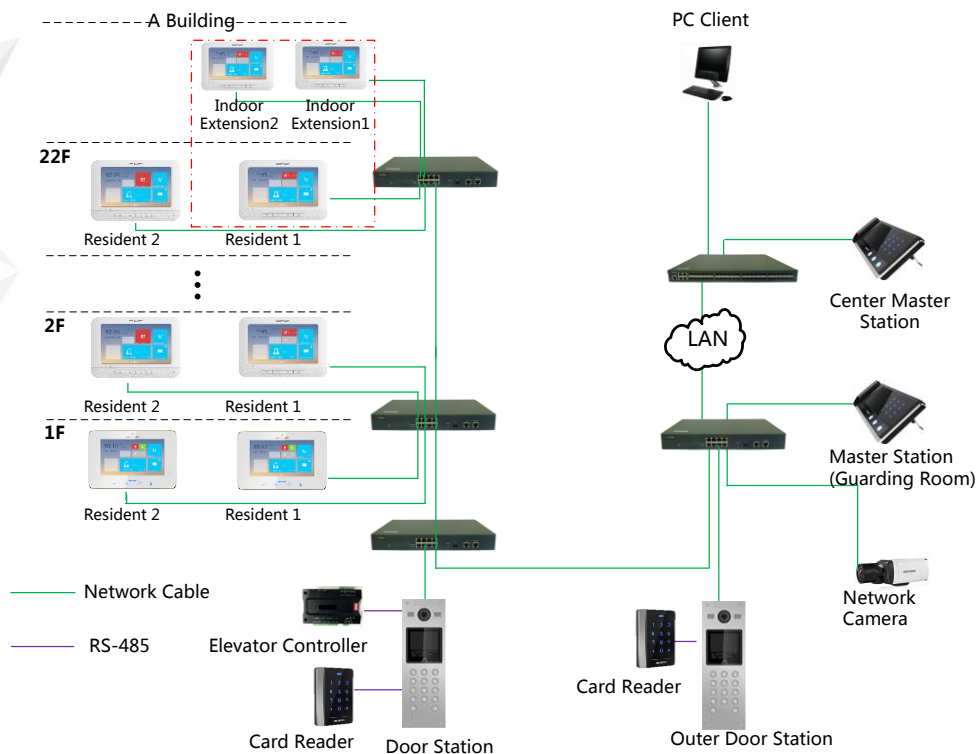 A Building
PC Client
Indoor
Extension2
Indoor
Extension1
22F
Resident 2
Resident 1
Center Master
Station
2F
LAN
Resident 2
Resident 1
1F
Master Station
(Guarding Room)
Resident 2
Resident 1
Network Cable
Network
Camera
RS-485
Elevator Controller
Card Reader
Card Reader
Door Station
Outer Door Station